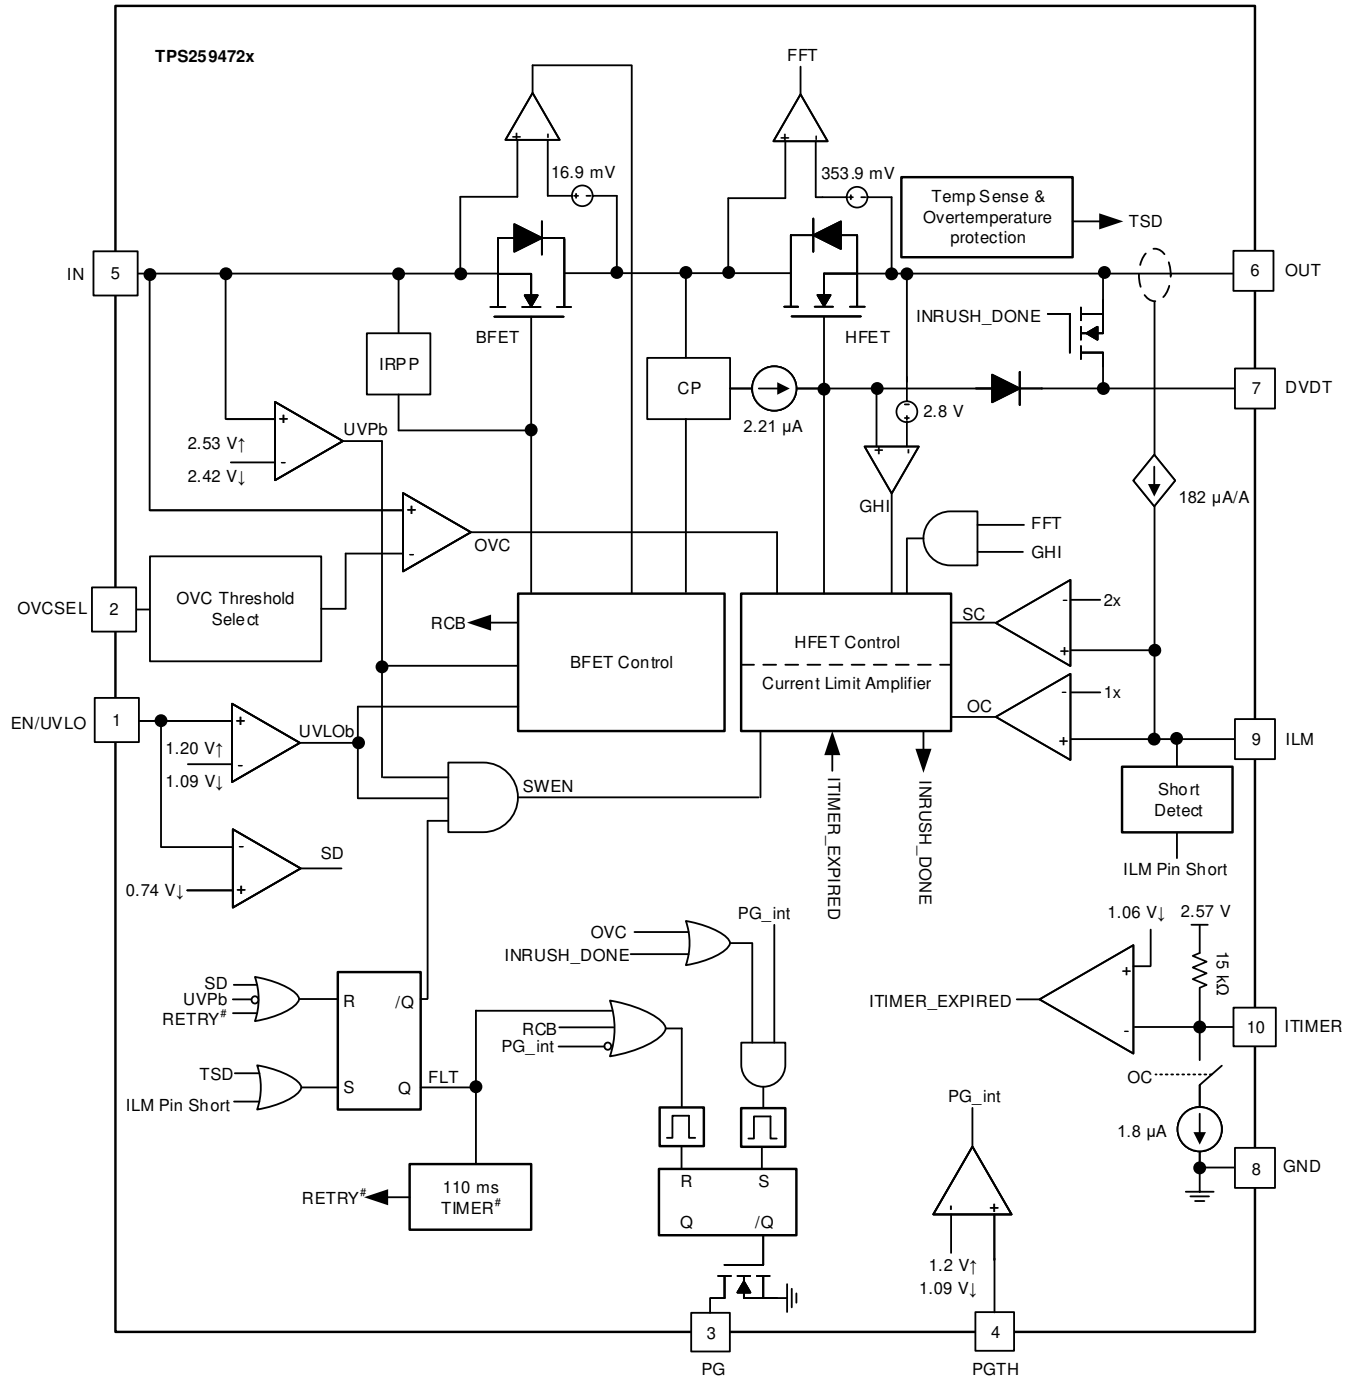 TPS259472x
FFT
16.9 mV
353.9 mV
Temp Sense &
Overtemperature
protection
TSD
IN
5
6
OUT
BFET
HFET
INRUSH_DONE
IRPP
CP
2.21 µA
2.8 V
7
DVDT
2.53 V↑
2.42 V↓
+
-
UVPb
GHI
182 µA/A
+
-
OVC
FFT
GHI
OVCSEL
2
OVC Threshold
Select
RCB
BFET Control
HFET Control
Current Limit Amplifier
SC
-
2x
+
OC
-
1x
+
EN/UVLO
1
1.20 V↑
1.09 V↓
+
-
UVLOb
9
ILM
SWEN
ITIMER_EXPIRED
INRUSH_DONE
Short
Detect
ILM Pin Short
0.74 V↓
-
+
SD
OVC
INRUSH_DONE
PG_int
1.06 V↓
2.57 V
15 kΩ
ITIMER_EXPIRED
+
-
10
ITIMER
SD
UVPb
RETRY#
R
/Q
TSD
ILM Pin Short
S
Q
FLT
RCB
PG_int
OC
1.8 µA
PG_int
8
GND
RETRY#
110 ms
TIMER#
R
S
Q
/Q
-
+
1.2 V↑
1.09 V↓
3
PG
4
PGTH